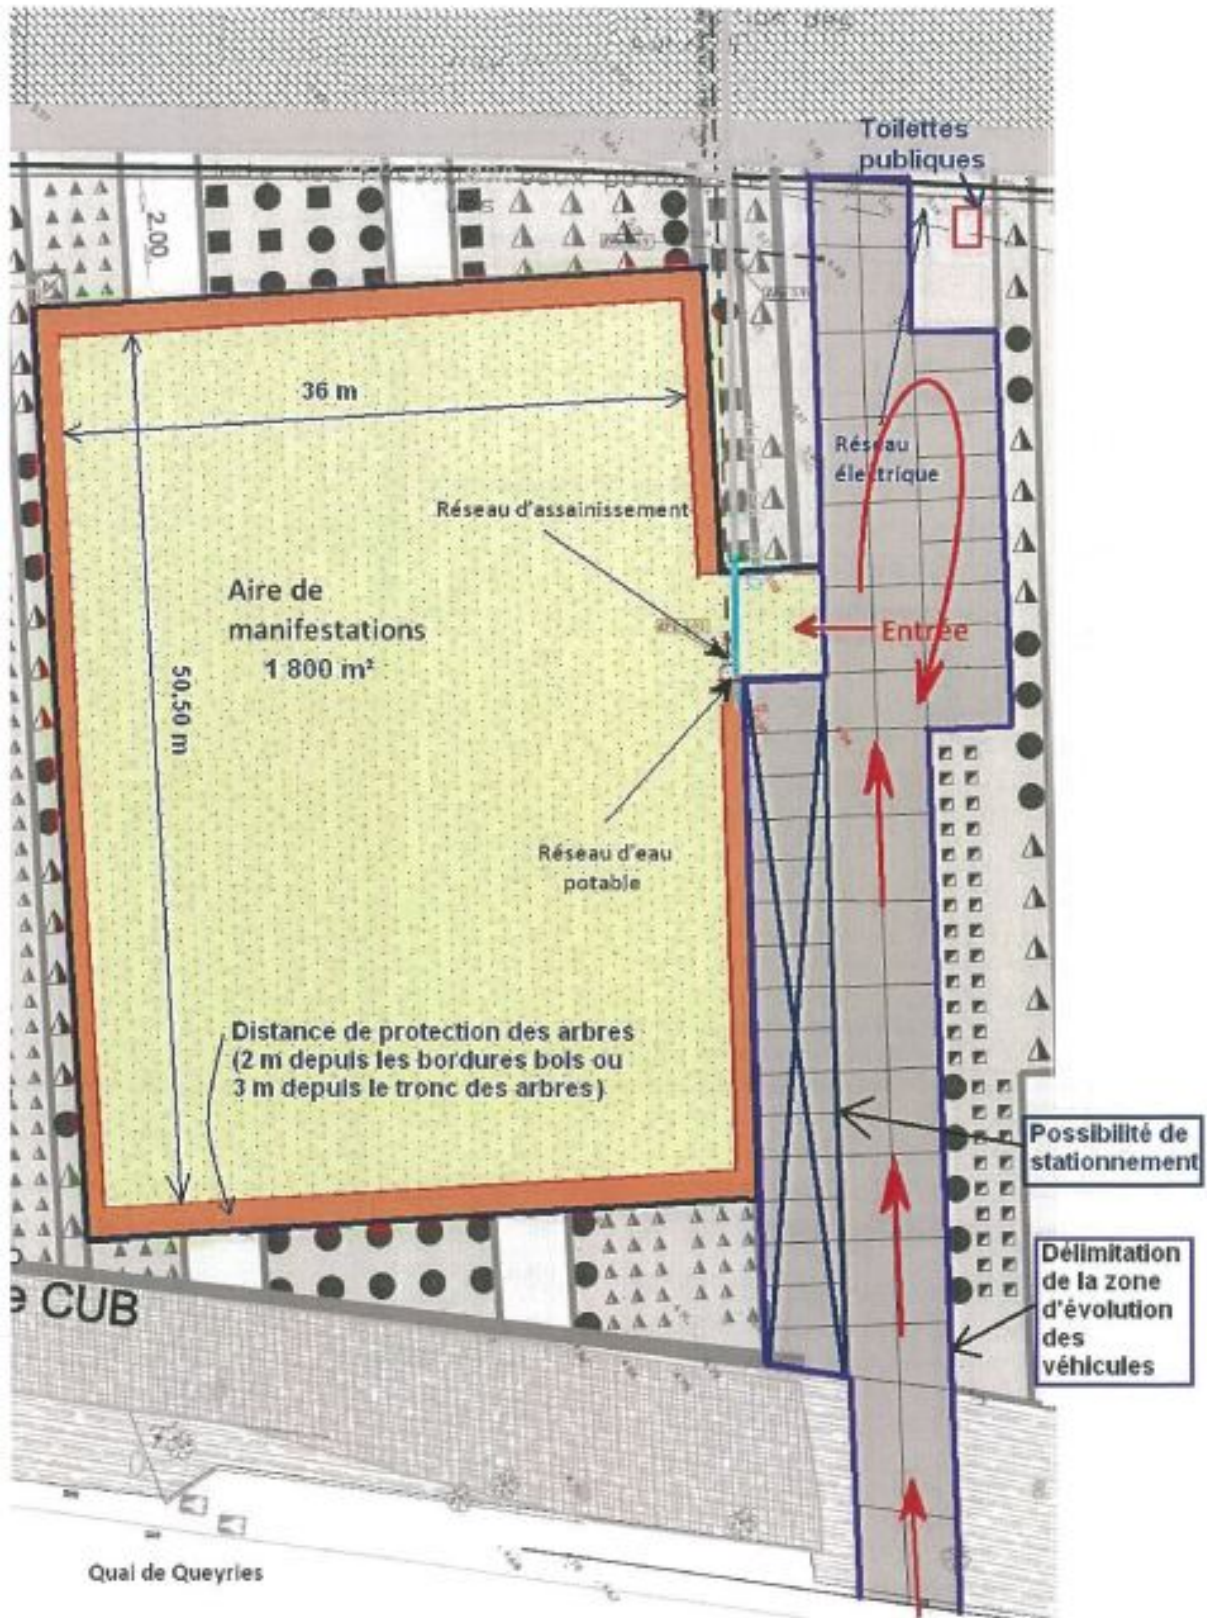 Toilettes
publiques
2.00
36 m
Réseau
électrique
Réseau d'assainissement
Aire de
manifestations
1 800 m²
Entrée
50.50 m
Réseau d'eau
potable
Distance de protection des arbres
(2 m depuis les bordures bois ou
3 m depuis le tronc des arbres)
Possibilité de
stationnement
Délimitation
de la zone
d'évolution
des
véhicules
CUB
Quai de Queyries